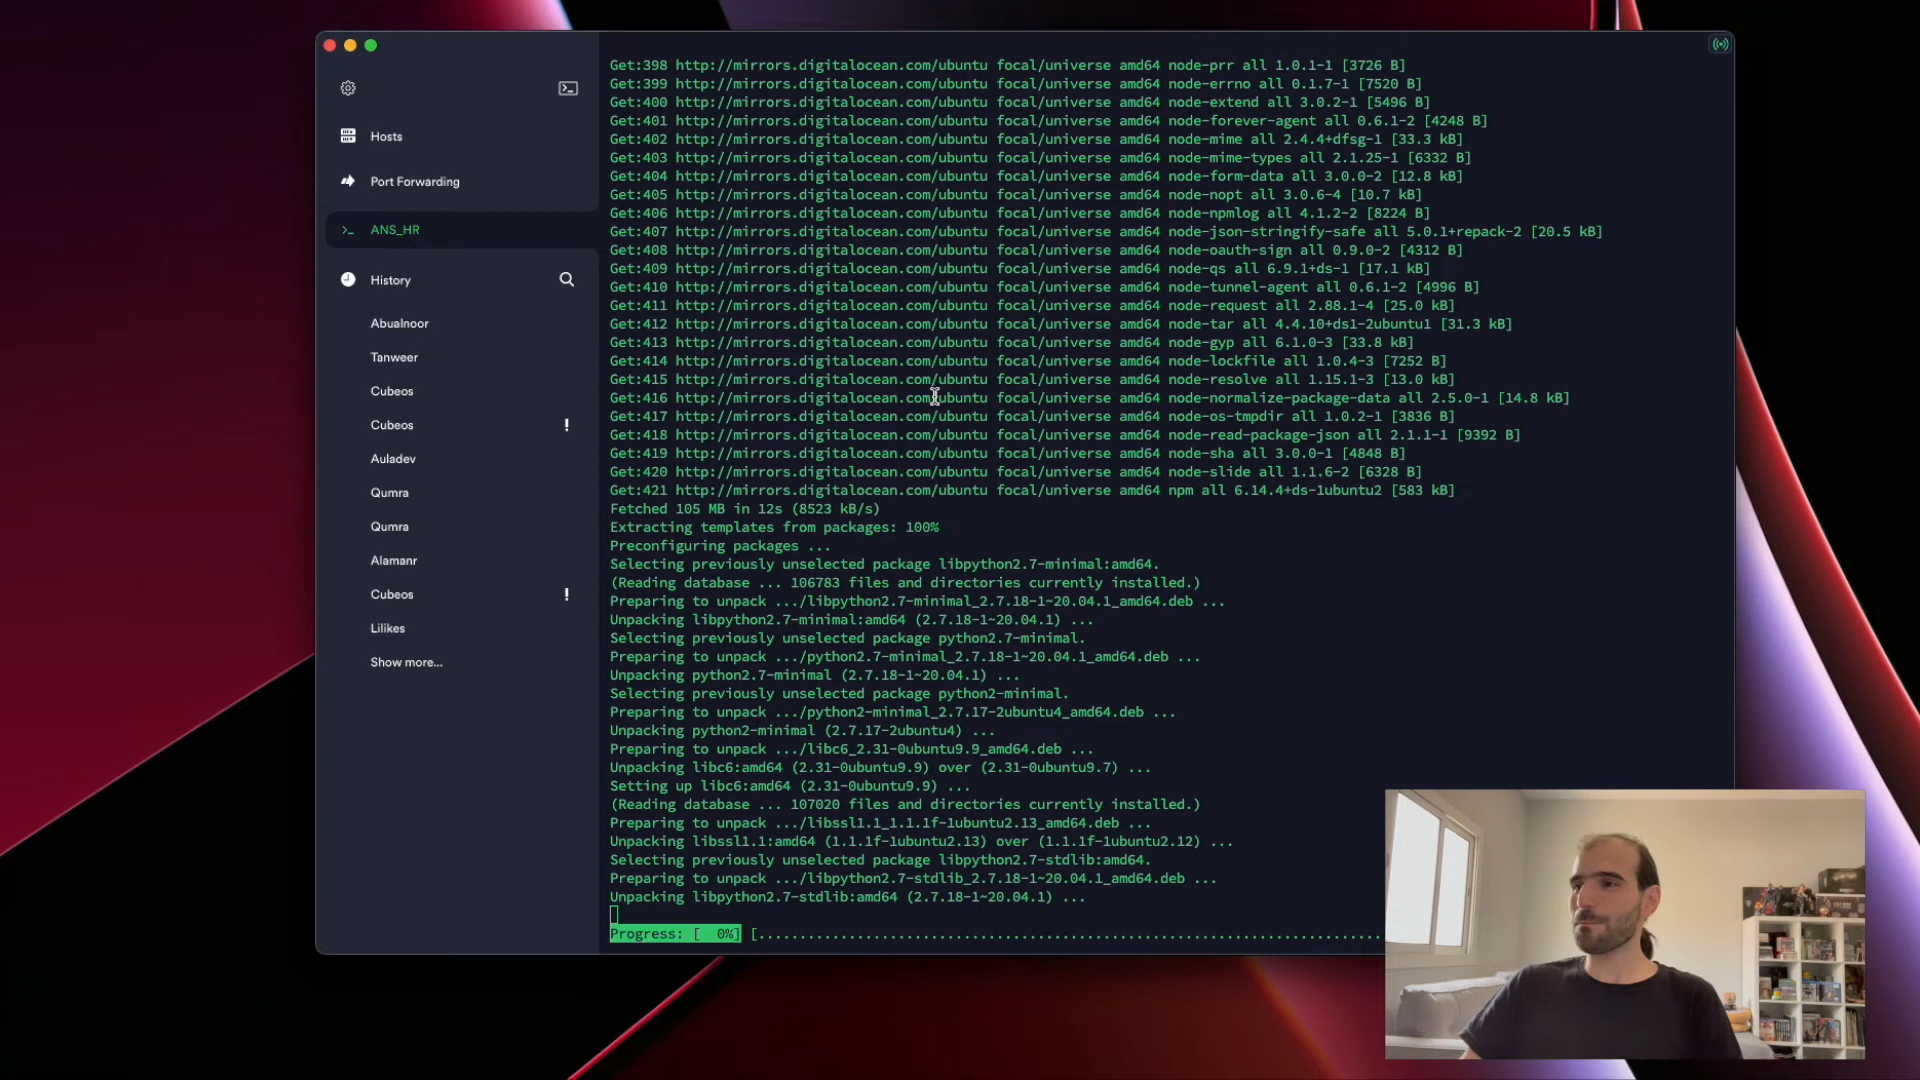 Hosts
Port Forwarding
ANS_HR
History
Abualnoor
Tanweer
Cubeos
Cubeos !
Auladev
Qumra
Qumra
Alamanr
Cubeos !
Lilikes
Show more...
Get:398 http://mirrors.digitalocean.com/ubuntu focal/universe amd64 node-prr all 1.0.1-1 [3726 B]
Get:399 http://mirrors.digitalocean.com/ubuntu focal/universe amd64 node-errno all 0.1.7-1 [7520 B]
Get:400 http://mirrors.digitalocean.com/ubuntu focal/universe amd64 node-extend all 3.0.2-1 [5496 B]
Get:401 http://mirrors.digitalocean.com/ubuntu focal/universe amd64 node-forever-agent all 0.6.1-2 [4248 B]
Get:402 http://mirrors.digitalocean.com/ubuntu focal/universe amd64 node-mime all 2.4.4+dfsg-1 [33.3 kB]
Get:403 http://mirrors.digitalocean.com/ubuntu focal/universe amd64 node-mime-types all 2.1.25-1 [6332 B]
Get:404 http://mirrors.digitalocean.com/ubuntu focal/universe amd64 node-form-data all 3.0.0-2 [12.8 kB]
Get:405 http://mirrors.digitalocean.com/ubuntu focal/universe amd64 node-nopt all 3.0.6-4 [10.7 kB]
Get:406 http://mirrors.digitalocean.com/ubuntu focal/universe amd64 node-npmlog all 4.1.2-2 [8224 B]
Get:407 http://mirrors.digitalocean.com/ubuntu focal/universe amd64 node-json-stringify-safe all 5.0.1+repack-2 [20.5 kB]
Get:408 http://mirrors.digitalocean.com/ubuntu focal/universe amd64 node-oauth-sign all 0.9.0-2 [4312 B]
Get:409 http://mirrors.digitalocean.com/ubuntu focal/universe amd64 node-qs all 6.9.1+ds-1 [17.1 kB]
Get:410 http://mirrors.digitalocean.com/ubuntu focal/universe amd64 node-tunnel-agent all 0.6.1-2 [4996 B]
Get:411 http://mirrors.digitalocean.com/ubuntu focal/universe amd64 node-request all 2.88.1-4 [25.0 kB]
Get:412 http://mirrors.digitalocean.com/ubuntu focal/universe amd64 node-tar all 4.4.10+ds1-2ubuntu1 [31.3 kB]
Get:413 http://mirrors.digitalocean.com/ubuntu focal/universe amd64 node-gyp all 6.1.0-3 [33.8 kB]
Get:414 http://mirrors.digitalocean.com/ubuntu focal/universe amd64 node-lockfile all 1.0.4-3 [7252 B]
Get:415 http://mirrors.digitalocean.com/ubuntu focal/universe amd64 node-resolve all 1.15.1-3 [13.0 kB]
Get:416 http://mirrors.digitalocean.com/ubuntu focal/universe amd64 node-normalize-package-data all 2.5.0-1 [14.8 kB]
Get:417 http://mirrors.digitalocean.com/ubuntu focal/universe amd64 node-os-tmpdir all 1.0.2-1 [3836 B]
Get:418 http://mirrors.digitalocean.com/ubuntu focal/universe amd64 node-read-package-json all 2.1.1-1 [9392 B]
Get:419 http://mirrors.digitalocean.com/ubuntu focal/universe amd64 node-sha all 3.0.0-1 [4848 B]
Get:420 http://mirrors.digitalocean.com/ubuntu focal/universe amd64 node-slide all 1.1.6-2 [6328 B]
Get:421 http://mirrors.digitalocean.com/ubuntu focal/universe amd64 npm all 6.14.4+ds-1ubuntu2 [583 kB]
Fetched 105 MB in 12s (8523 kB/s)
Extracting templates from packages: 100%
Preconfiguring packages ...
Selecting previously unselected package libpython2.7-minimal:amd64.
(Reading database ... 106783 files and directories currently installed.)
Preparing to unpack .../libpython2.7-minimal_2.7.18-1~20.04.1_amd64.deb ...
Unpacking libpython2.7-minimal:amd64 (2.7.18-1~20.04.1) ...
Selecting previously unselected package python2.7-minimal.
Preparing to unpack .../python2.7-minimal_2.7.18-1~20.04.1_amd64.deb ...
Unpacking python2.7-minimal (2.7.18-1~20.04.1) ...
Selecting previously unselected package python2-minimal.
Preparing to unpack .../python2-minimal_2.7.17-2ubuntu4_amd64.deb ...
Unpacking python2-minimal (2.7.17-2ubuntu4) ...
Preparing to unpack .../libc6_2.31-0ubuntu9.9_amd64.deb ...
Unpacking libc6:amd64 (2.31-0ubuntu9.9) over (2.31-0ubuntu9.7) ...
Setting up libc6:amd64 (2.31-0ubuntu9.9) ...
(Reading database ... 107020 files and directories currently installed.)
Preparing to unpack .../libssl1.1_1.1.1f-1ubuntu2.13_amd64.deb ...
Unpacking libssl1.1:amd64 (1.1.1f-1ubuntu2.13) over (1.1.1f-1ubuntu2.12) ...
Selecting previously unselected package libpython2.7-stdlib:amd64.
Preparing to unpack .../libpython2.7-stdlib_2.7.18-1~20.04.1_amd64.deb ...
Unpacking libpython2.7-stdlib:amd64 (2.7.18-1~20.04.1) ...
Progress: [  0%] [............................................................................